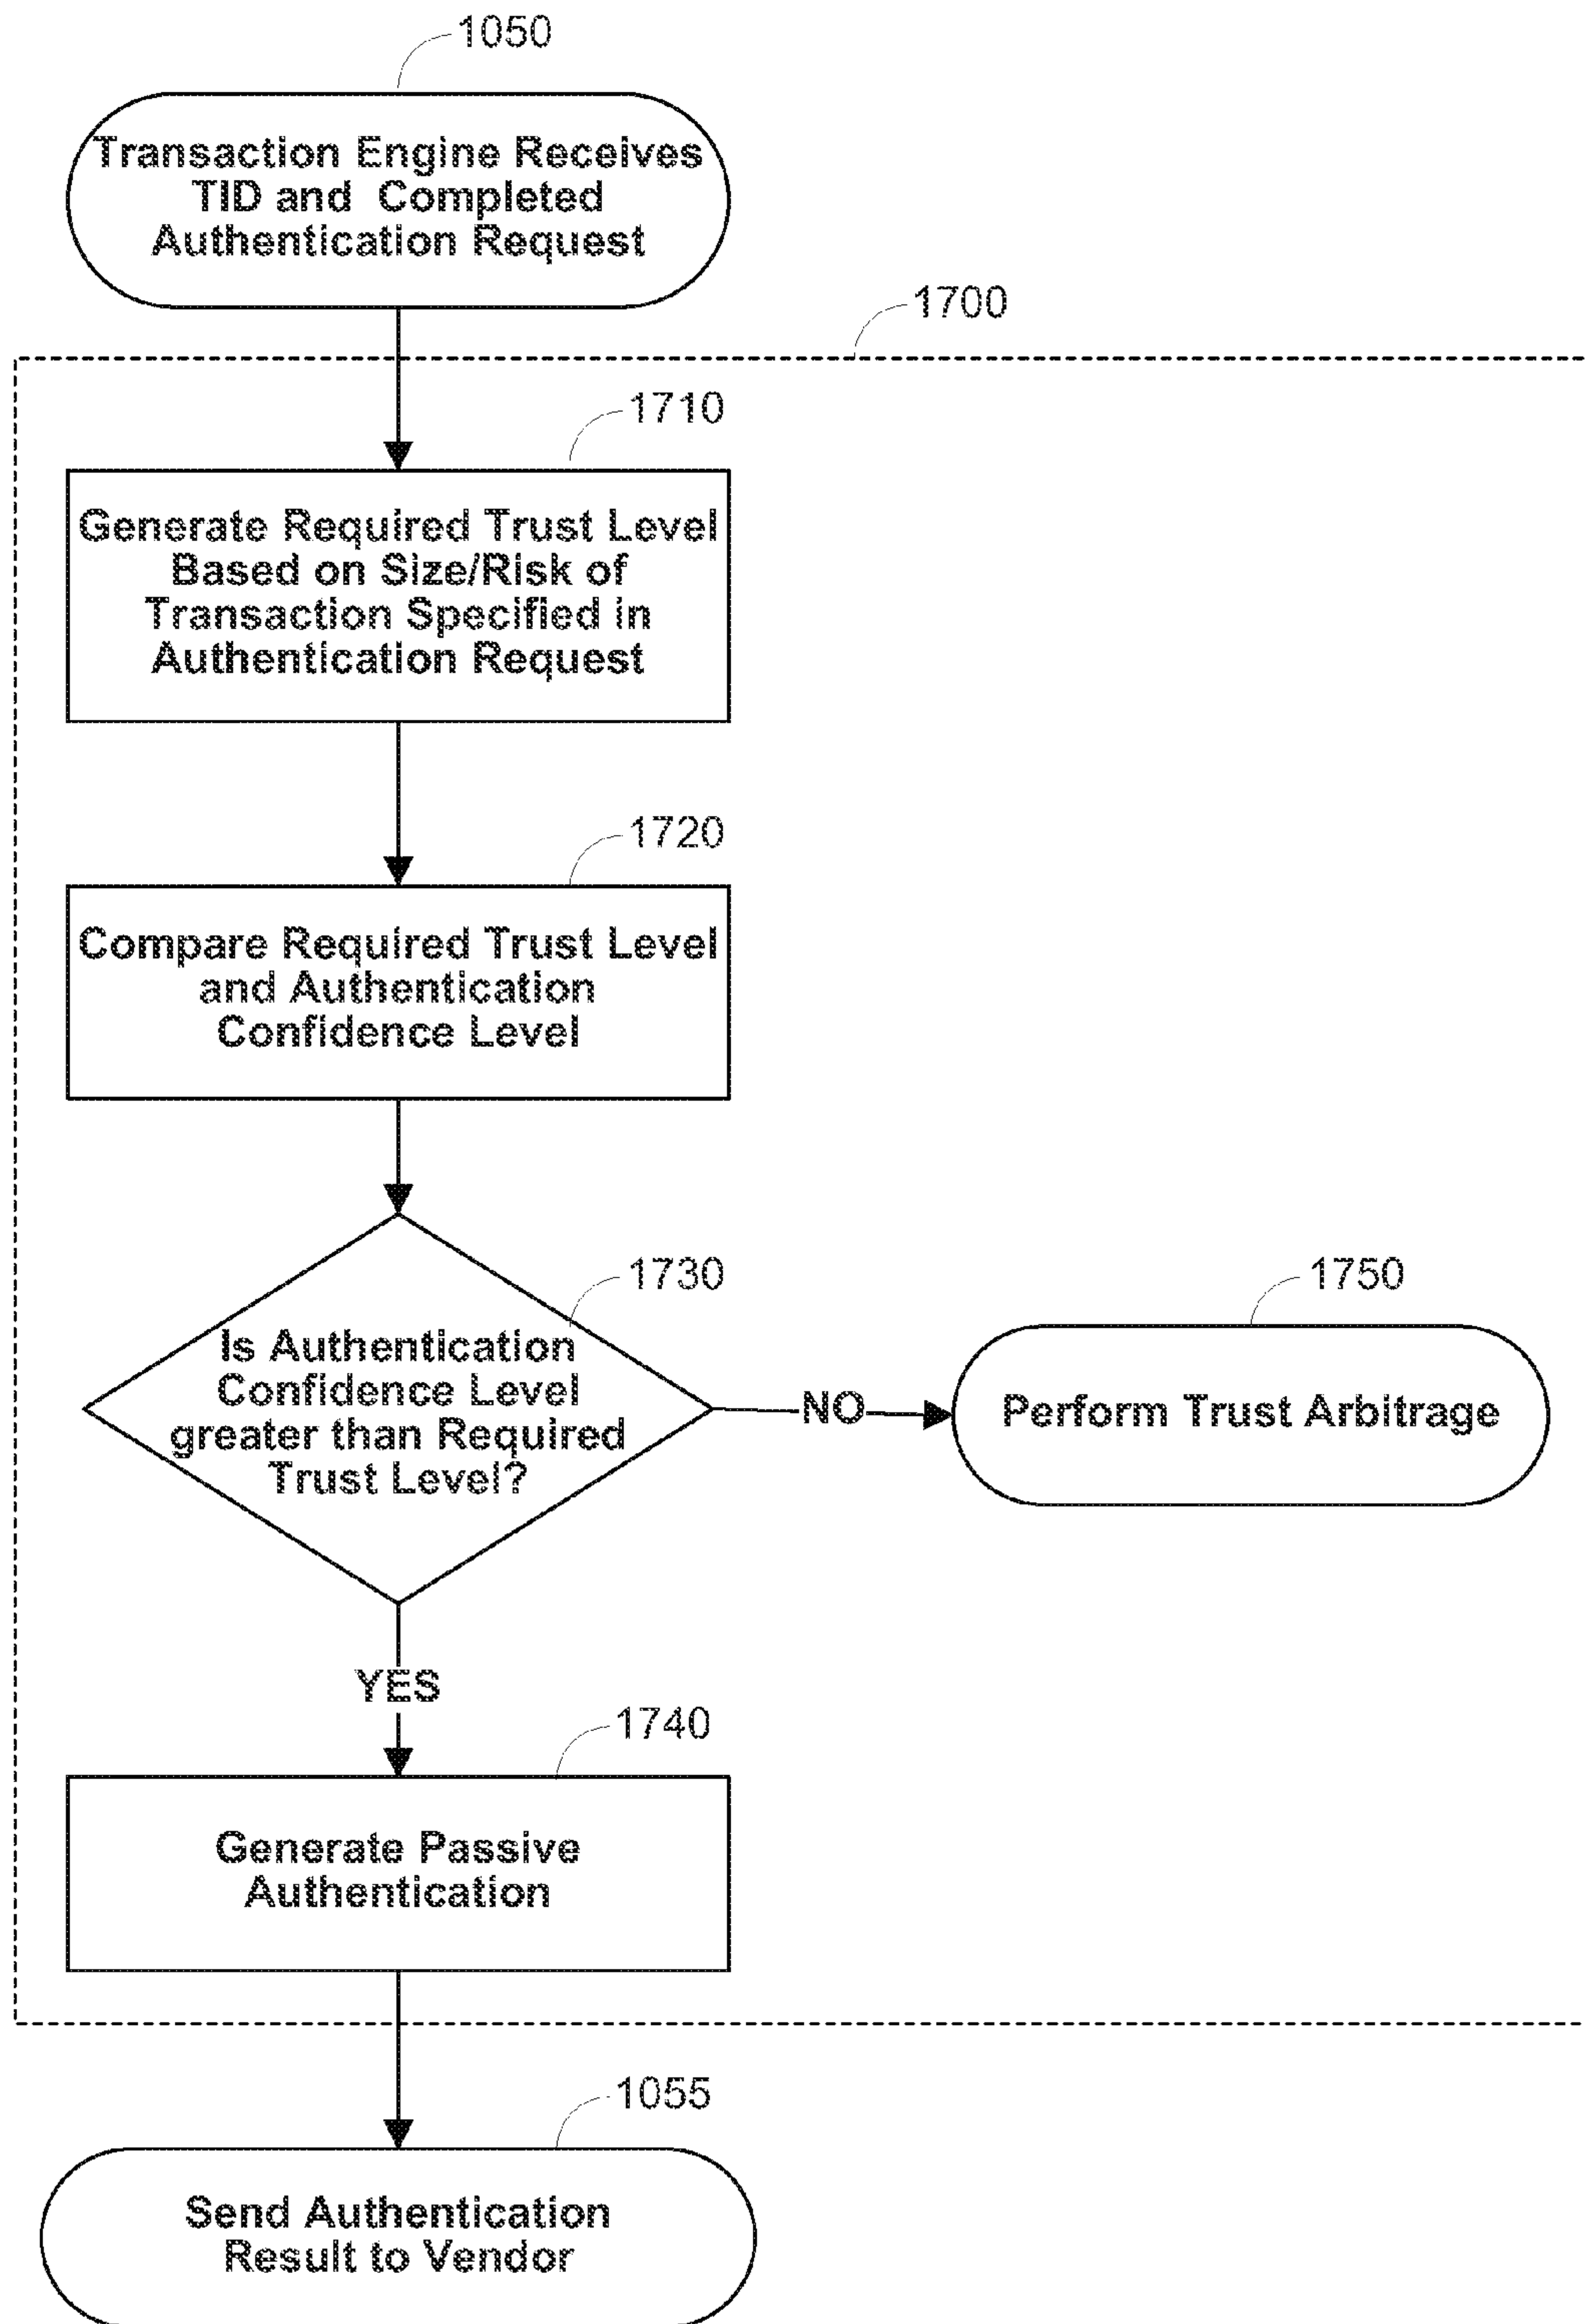 1050
Transaction Engine Receives
TID and Completed
Authentication Request
1700
1710
Generate Required Trust Level
Based on Size/Risk of
Transaction Specified in
Authentication Request
1720
Compare Required Trust Level
and Authentication
Confidence Level
1730
Is Authentication
Confidence Level
greater than Required
Trust Level?
NO
1750
Perform Trust Arbitrage
YES
1740
Generate Passive
Authentication
1055
Send Authentication
Result to Vendor